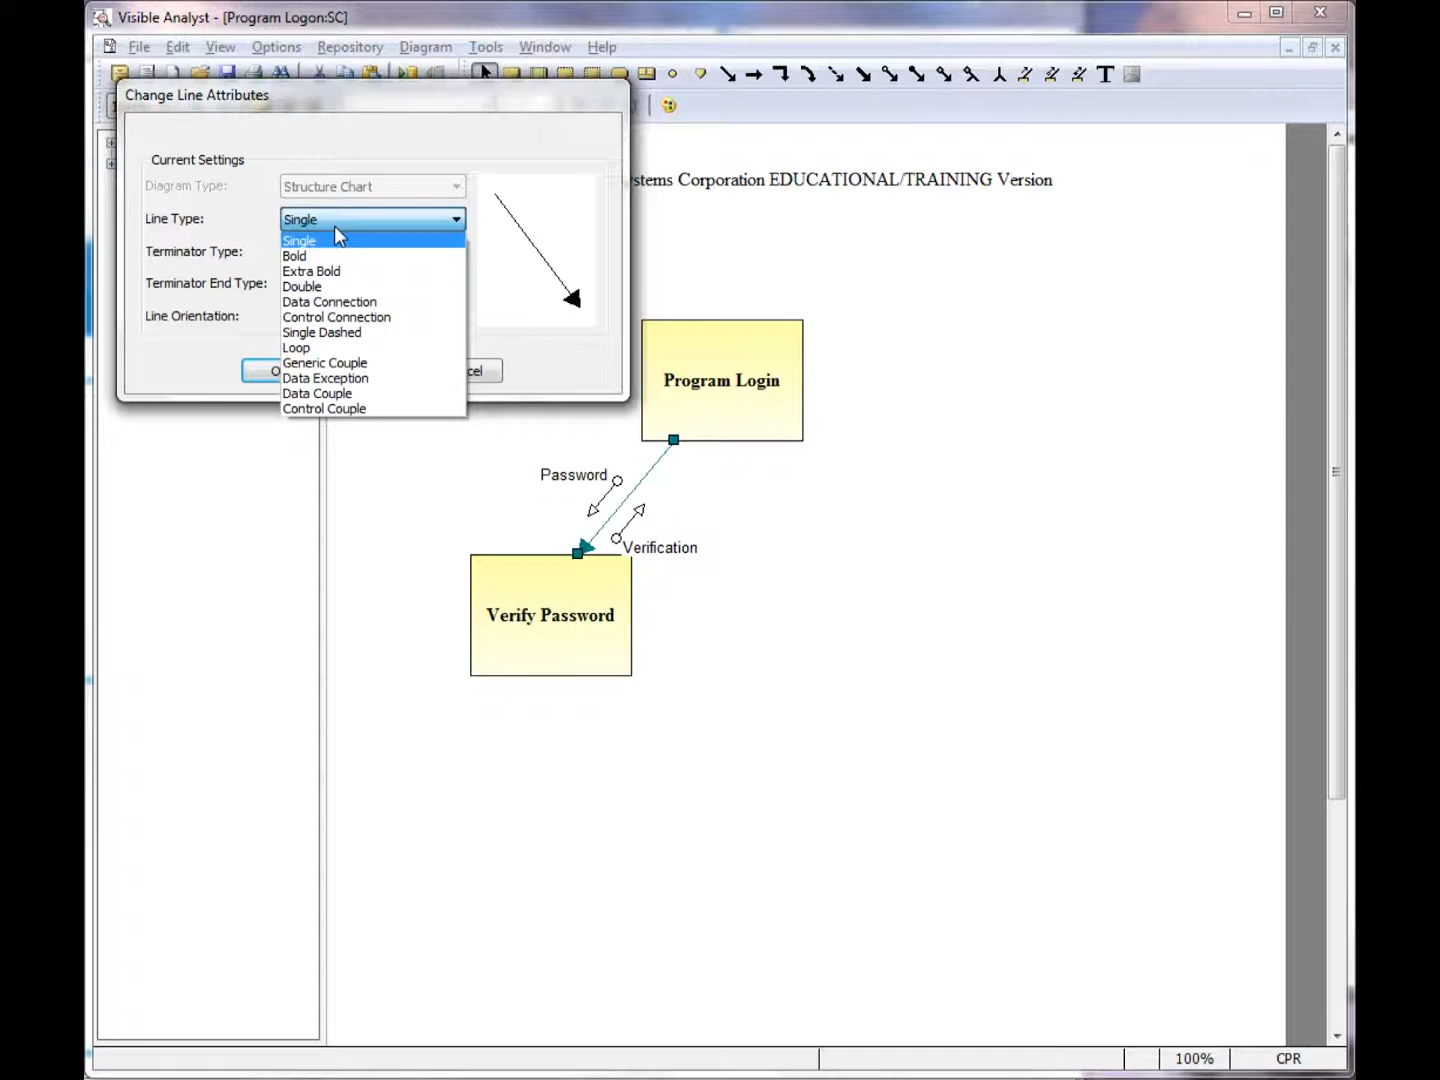 Visible Analyst - [Program Logon:SC]
File Edit View Options Repository Diagram Tools Window Help
Change Line Attributes
Current Settings
Diagram Type: Structure Chart
Line Type: Single
Single
Terminator Type: Bold
Extra Bold
Terminator End Type: Double
Data Connection
Line Orientation: Control Connection
Single Dashed
Loop
Generic Couple
Data Exception
Data Couple
Control Couple
O cel
stems Corporation EDUCATIONAL/TRAINING Version
Program Login
Password
Verification
Verify Password
100% CPR